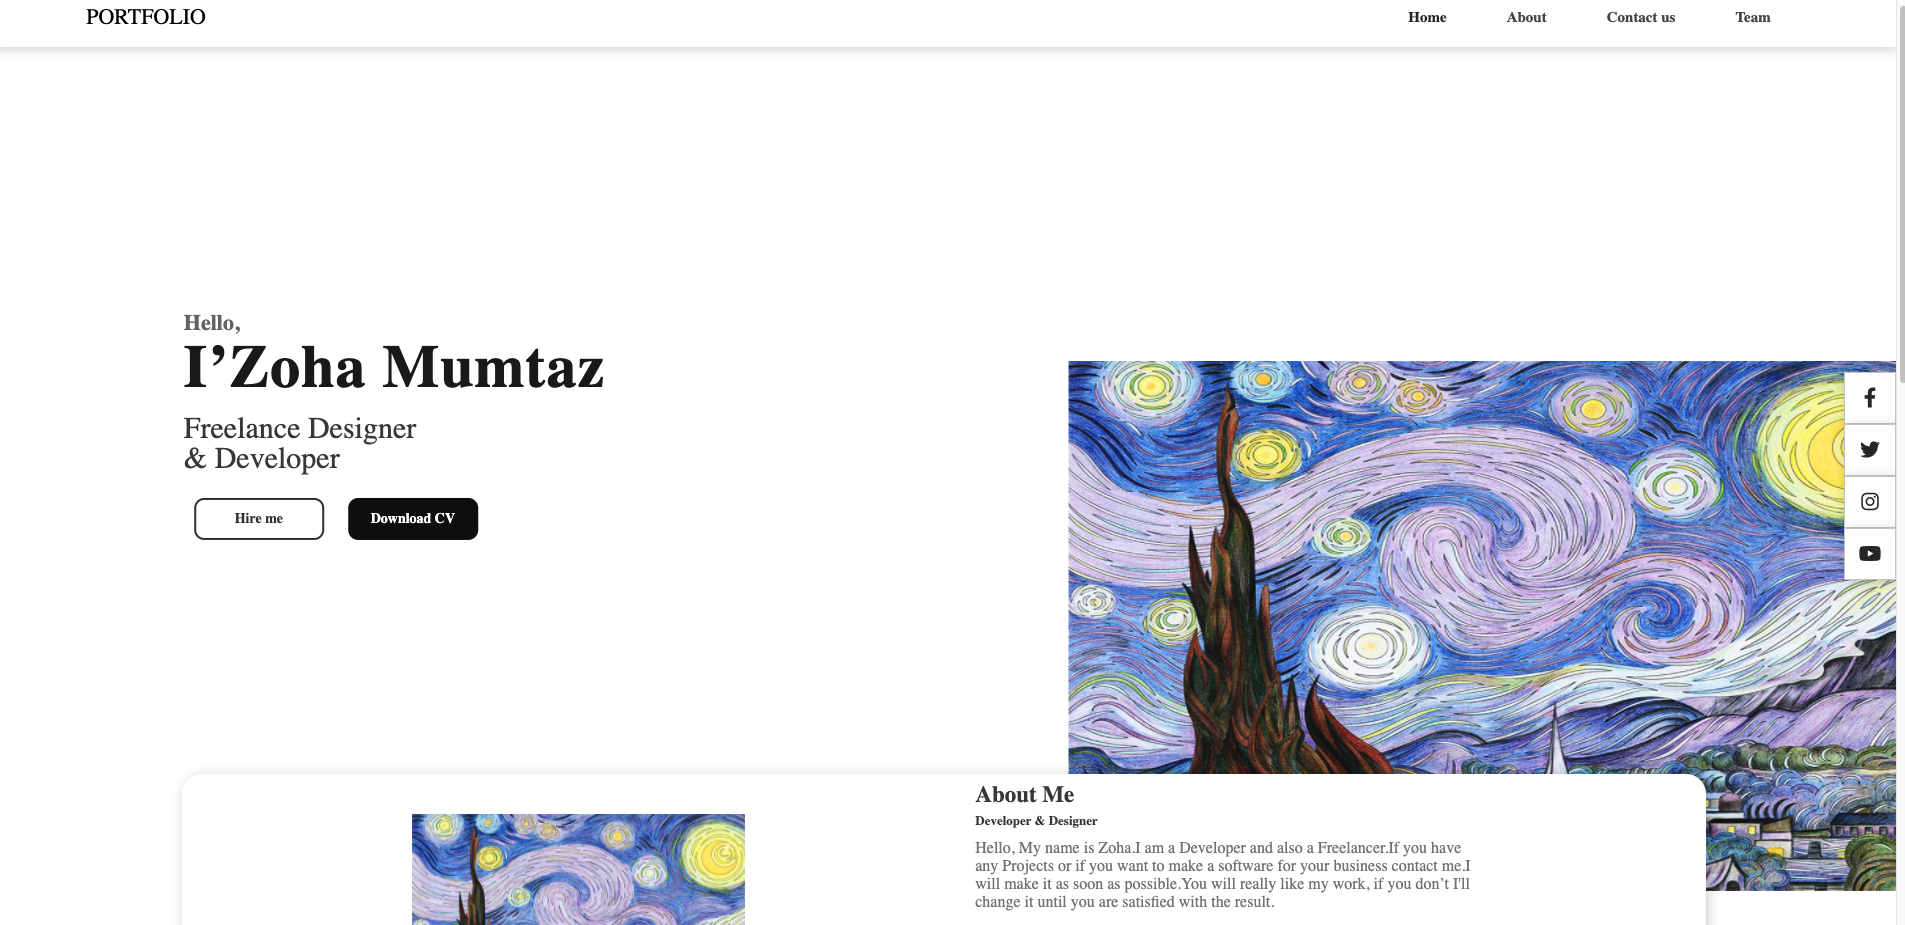 PORTFOLIO
Home About Contact us Team
Hello,
I’Zoha Mumtaz
Freelance Designer
& Developer
Hire me Download CV
About Me
Developer & Designer
Hello, My name is Zoha.I am a Developer and also a Freelancer.If you have
any Projects or if you want to make a software for your business contact me.I
will make it as soon as possible.You will really like my work, if you don’t I'll
change it until you are satisfied with the result.